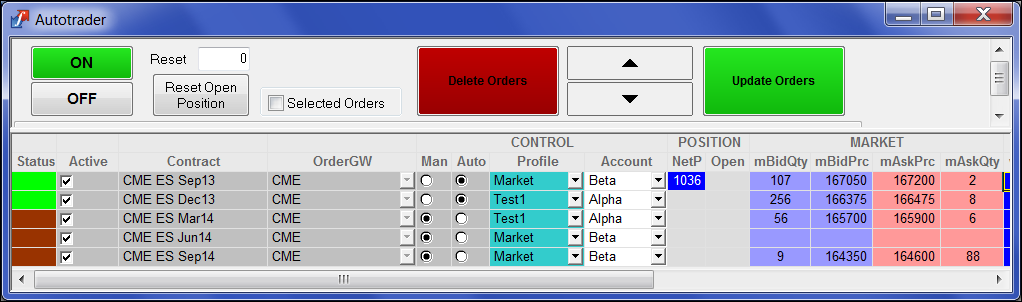 Autotrader
ON
OFF
Reset 0
Reset Open
Position
Selected Orders
Delete Orders
Update Orders
CONTROL POSITION MARKET
Status Active Contract OrderGW Man Auto Profile Account NetP Open mBidQty mBidPrc mAskPrc mAskQty
CME ES Sep13 CME Market Beta 1036 107 167050 167200 2
CME ES Dec13 CME Test1 Alpha 256 166375 166475 8
CME ES Mar14 CME Test1 Alpha 56 165700 165900 6
CME ES Jun14 CME Market Beta
CME ES Sep14 CME Market Beta 9 164350 164600 88